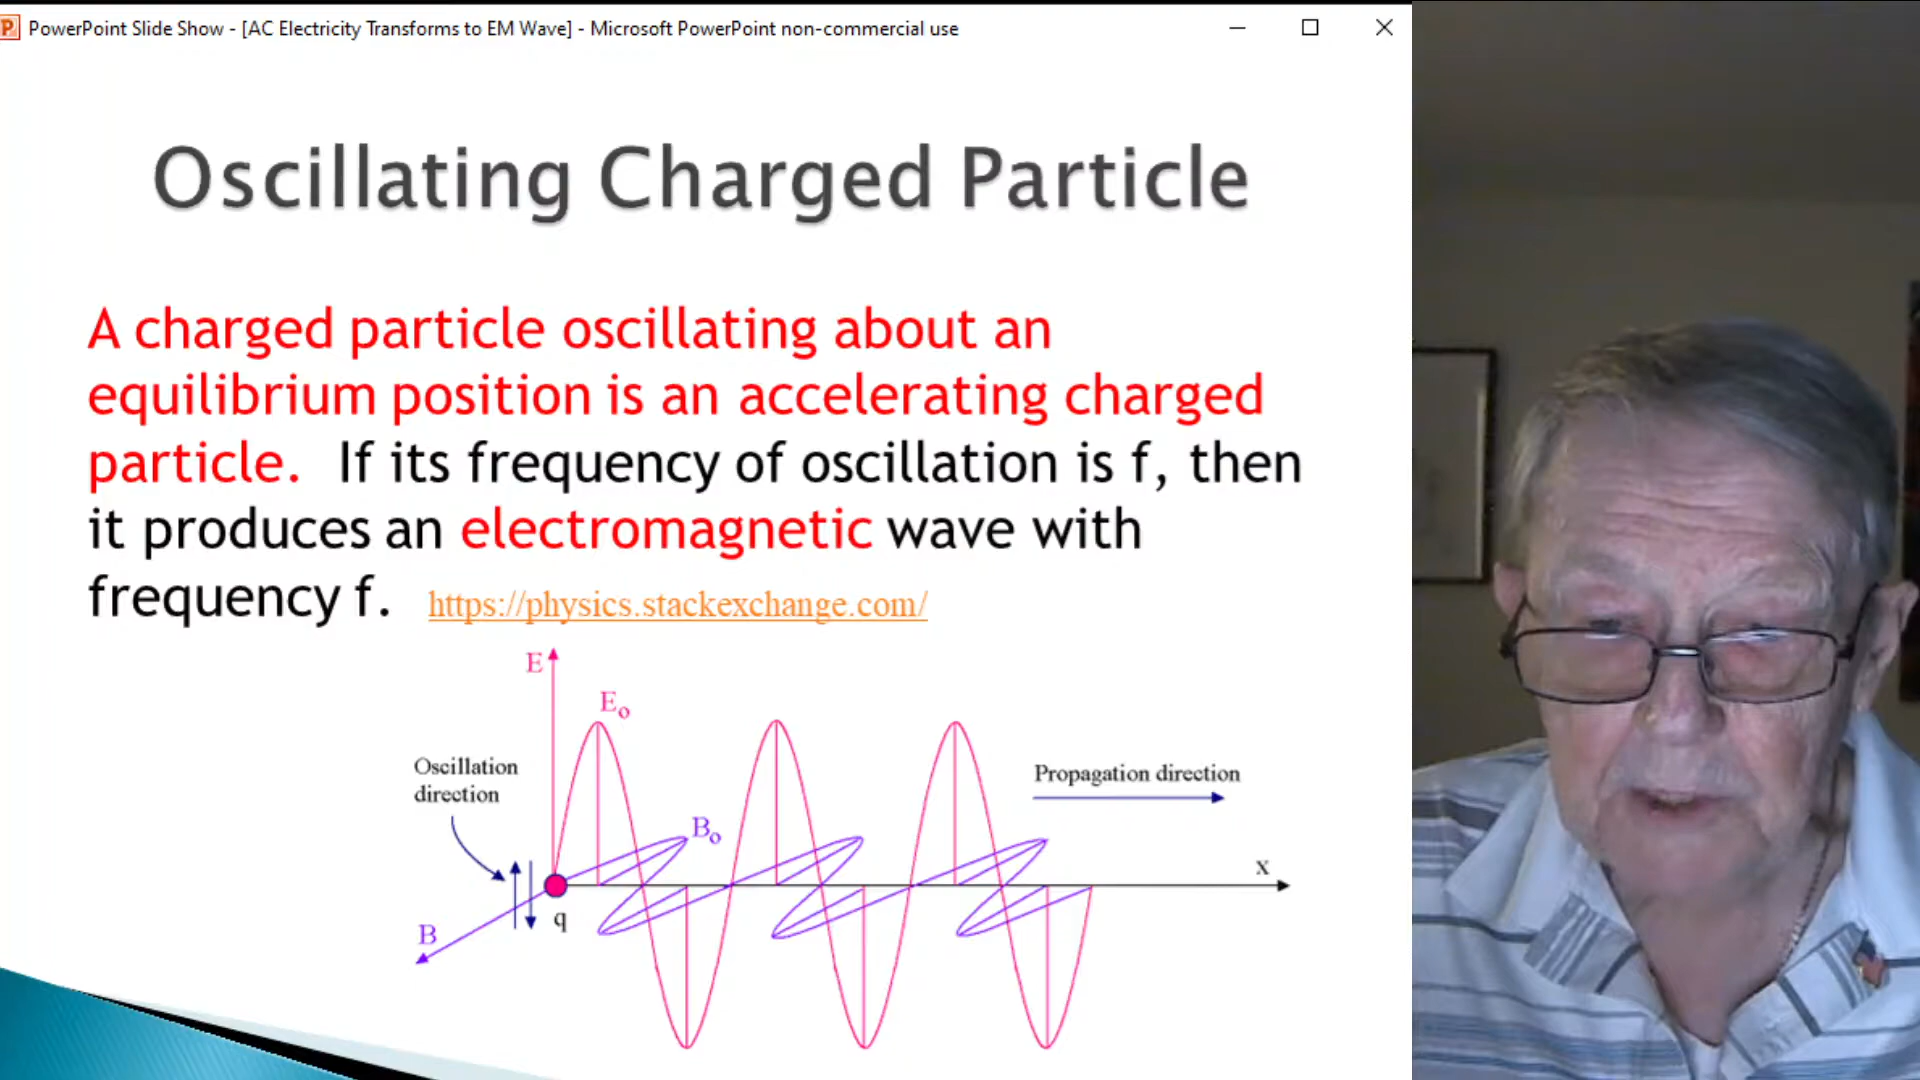 PowerPoint Slide Show - [AC Electricity Transforms to EM Wave] - Microsoft PowerPoint non-commercial use
Oscillating Charged Particle
A charged particle oscillating about an
equilibrium position is an accelerating charged
particle. If its frequency of oscillation is f, then
it produces an electromagnetic wave with
frequency f. https://physics.stackexchange.com/
E
Eo
Oscillation
direction
Propagation direction
Bo
x
q
B